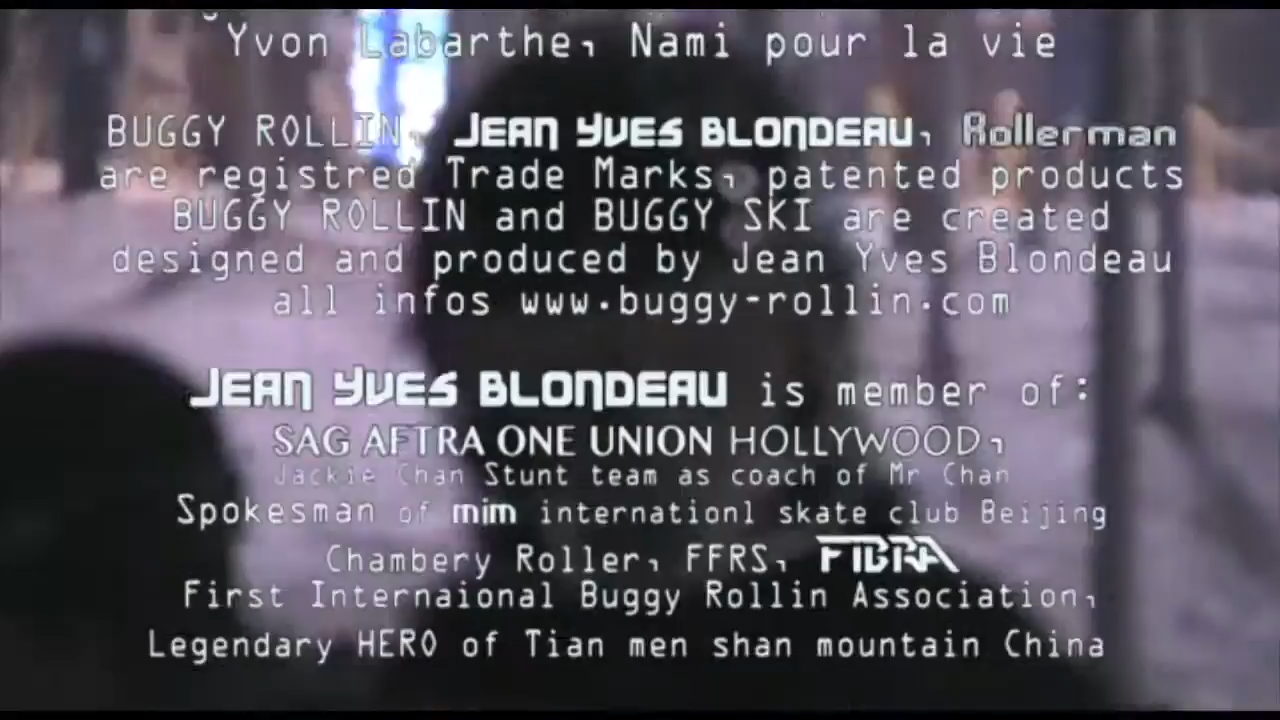 Yvon Labarthe, Nami pour la vie
BUGGY ROLLIN, JEAN YVES BLONDEAU, Rollerman
are registred Trade Marks, patented products
BUGGY ROLLIN and BUGGY SKI are created
designed and produced by Jean Yves Blondeau
all infos www.buggy-rollin.com
JEAN YVES BLONDEAU is member of:
SAG AFTRA ONE UNION HOLLYWOOD,
Jackie Chan Stunt team as coach of Mr Chan
Spokesman of mim internationl skate club Beijing
Chambery Roller, FFRS, FIBRA
First Internaional Buggy Rollin Association,
Legendary HERO of Tian men shan mountain China